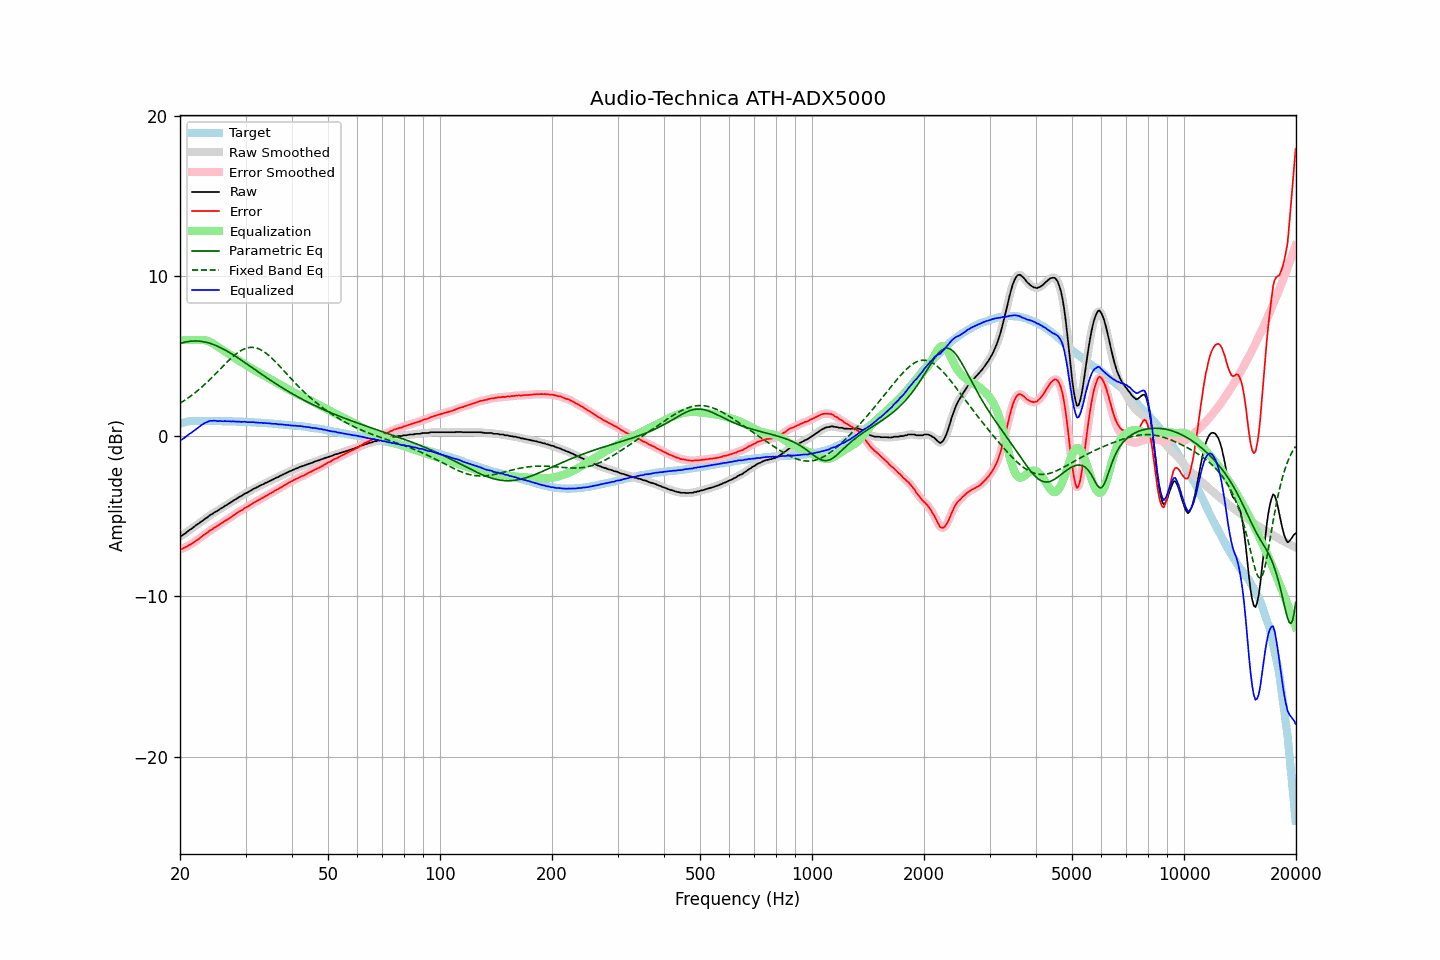 Audio-Technica ATH-ADX5000
Target
Raw Smoothed
Error Smoothed
Raw
Error
Equalization
Parametric Eq
Fixed Band Eq
Equalized
20
10
0
−10
−20
Amplitude (dBr)
20
50
100
200
500
1000
2000
5000
10000
20000
Frequency (Hz)